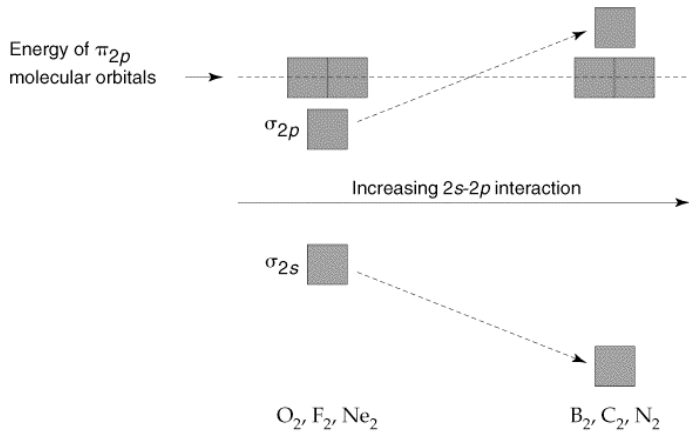 Energy of π₂ₚ
molecular orbitals
σ₂ₚ
Increasing 2s-2p interaction
σ₂ₛ
O₂, F₂, Ne₂
B₂, C₂, N₂